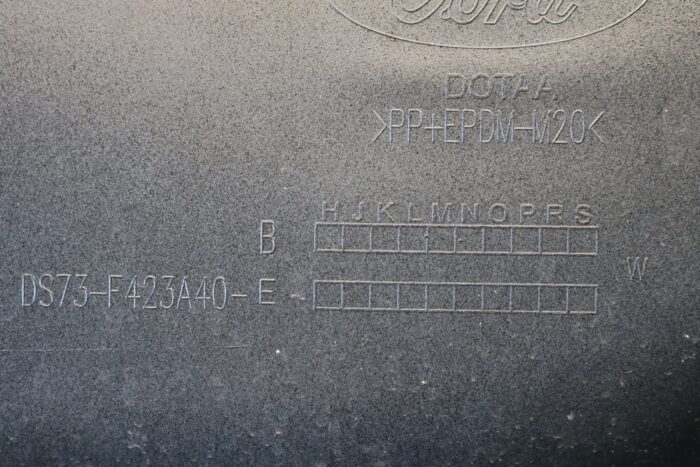 Ford
DOTAA
>PP+EPDM-M20<
HJKLMNOPRS
B
W
DS73-F423A40-E-